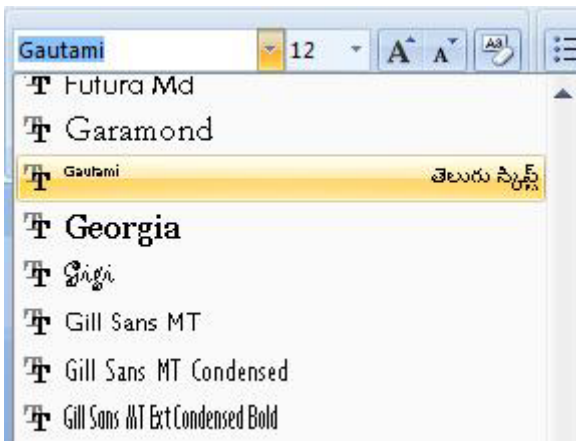 Gautami 12 A A Aa
Futura Md
Garamond
Gautami తెలుగు స్క్రిప్ట్
Georgia
Gigi
Gill Sans MT
Gill Sans MT Condensed
Gill Sans MT Ext Condensed Bold